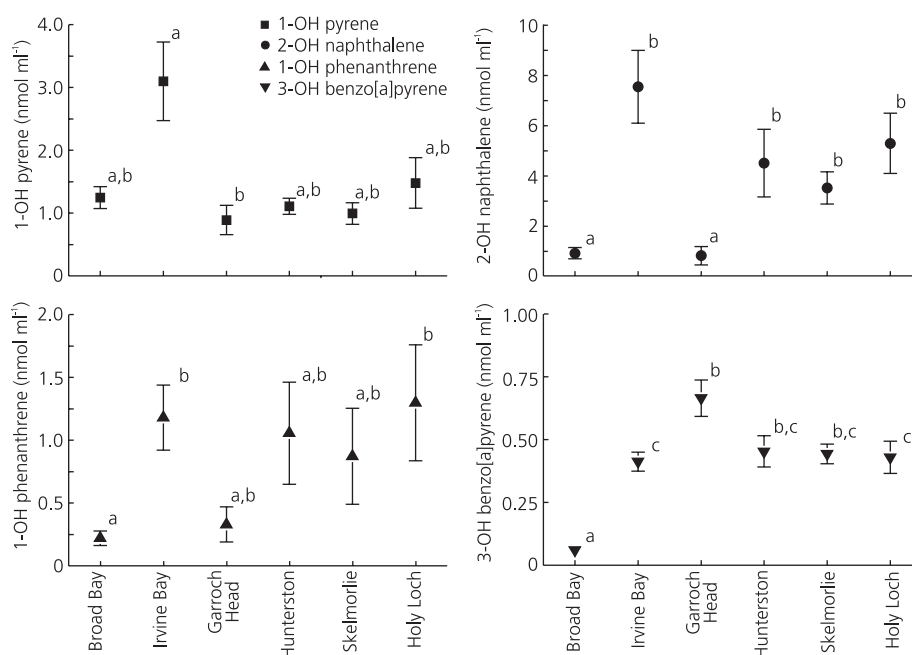 4.0
3.0
2.0
1.0
0
1-OH pyrene (nmol ml-1)
a,b
a
b
a,b
a,b
a,b
1-OH pyrene
2-OH naphthalene
1-OH phenanthrene
3-OH benzo[a]pyrene
10
8
6
4
2
0
2-OH naphthalene (nmol ml-1)
a
b
a
b
b
b
2.0
1.5
1.0
0.5
0
1-OH phenanthrene (nmol ml-1)
a
b
a,b
a,b
a,b
b
Broad Bay
Irvine Bay
Garroch
Head
Hunterston
Skelmorlie
Holy Loch
1.00
0.75
0.50
0.25
0
3-OH benzo[a]pyrene (nmol ml-1)
a
c
b
b,c
b,c
c
Broad Bay
Irvine Bay
Garroch
Head
Hunterston
Skelmorlie
Holy Loch